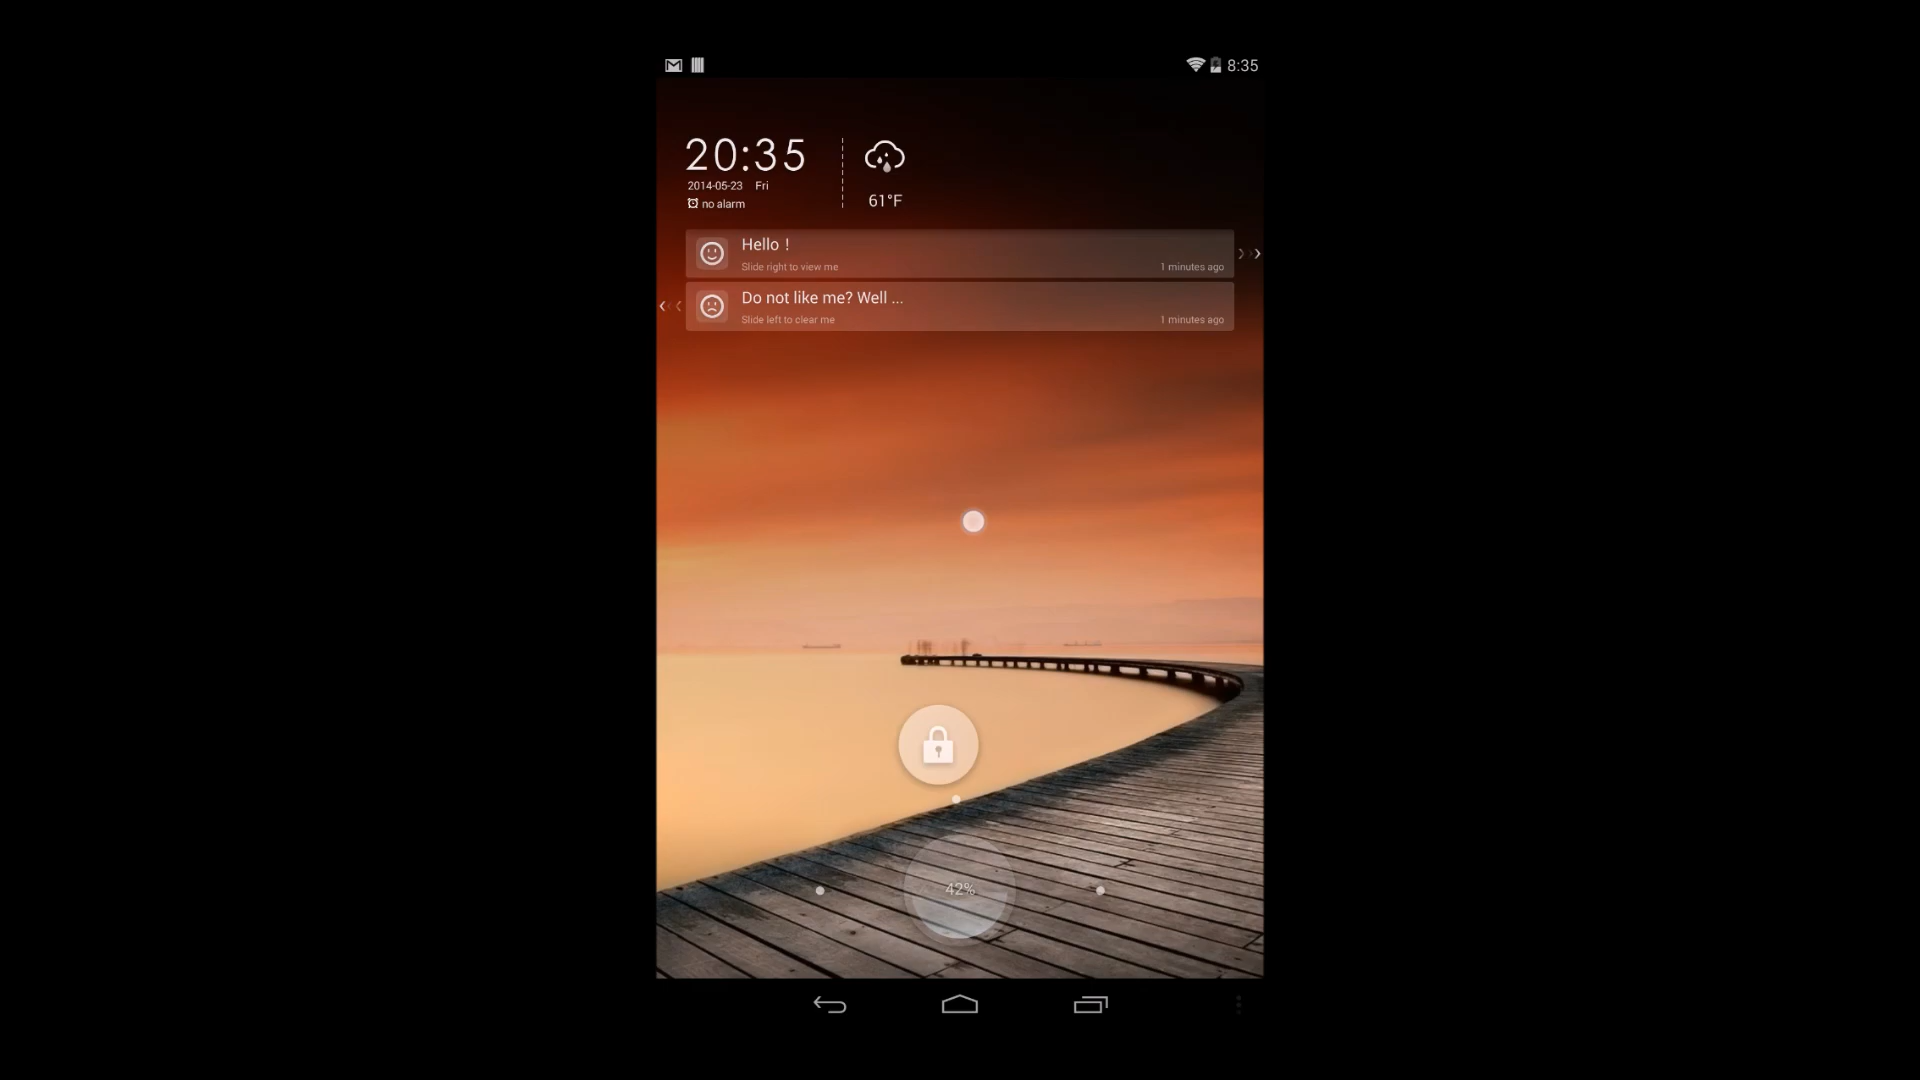 8:35
20:35
2014-05-23 Fri
no alarm
61°F
Hello !
Slide right to view me
1 minutes ago
Do not like me? Well ...
Slide left to clear me
1 minutes ago
42%